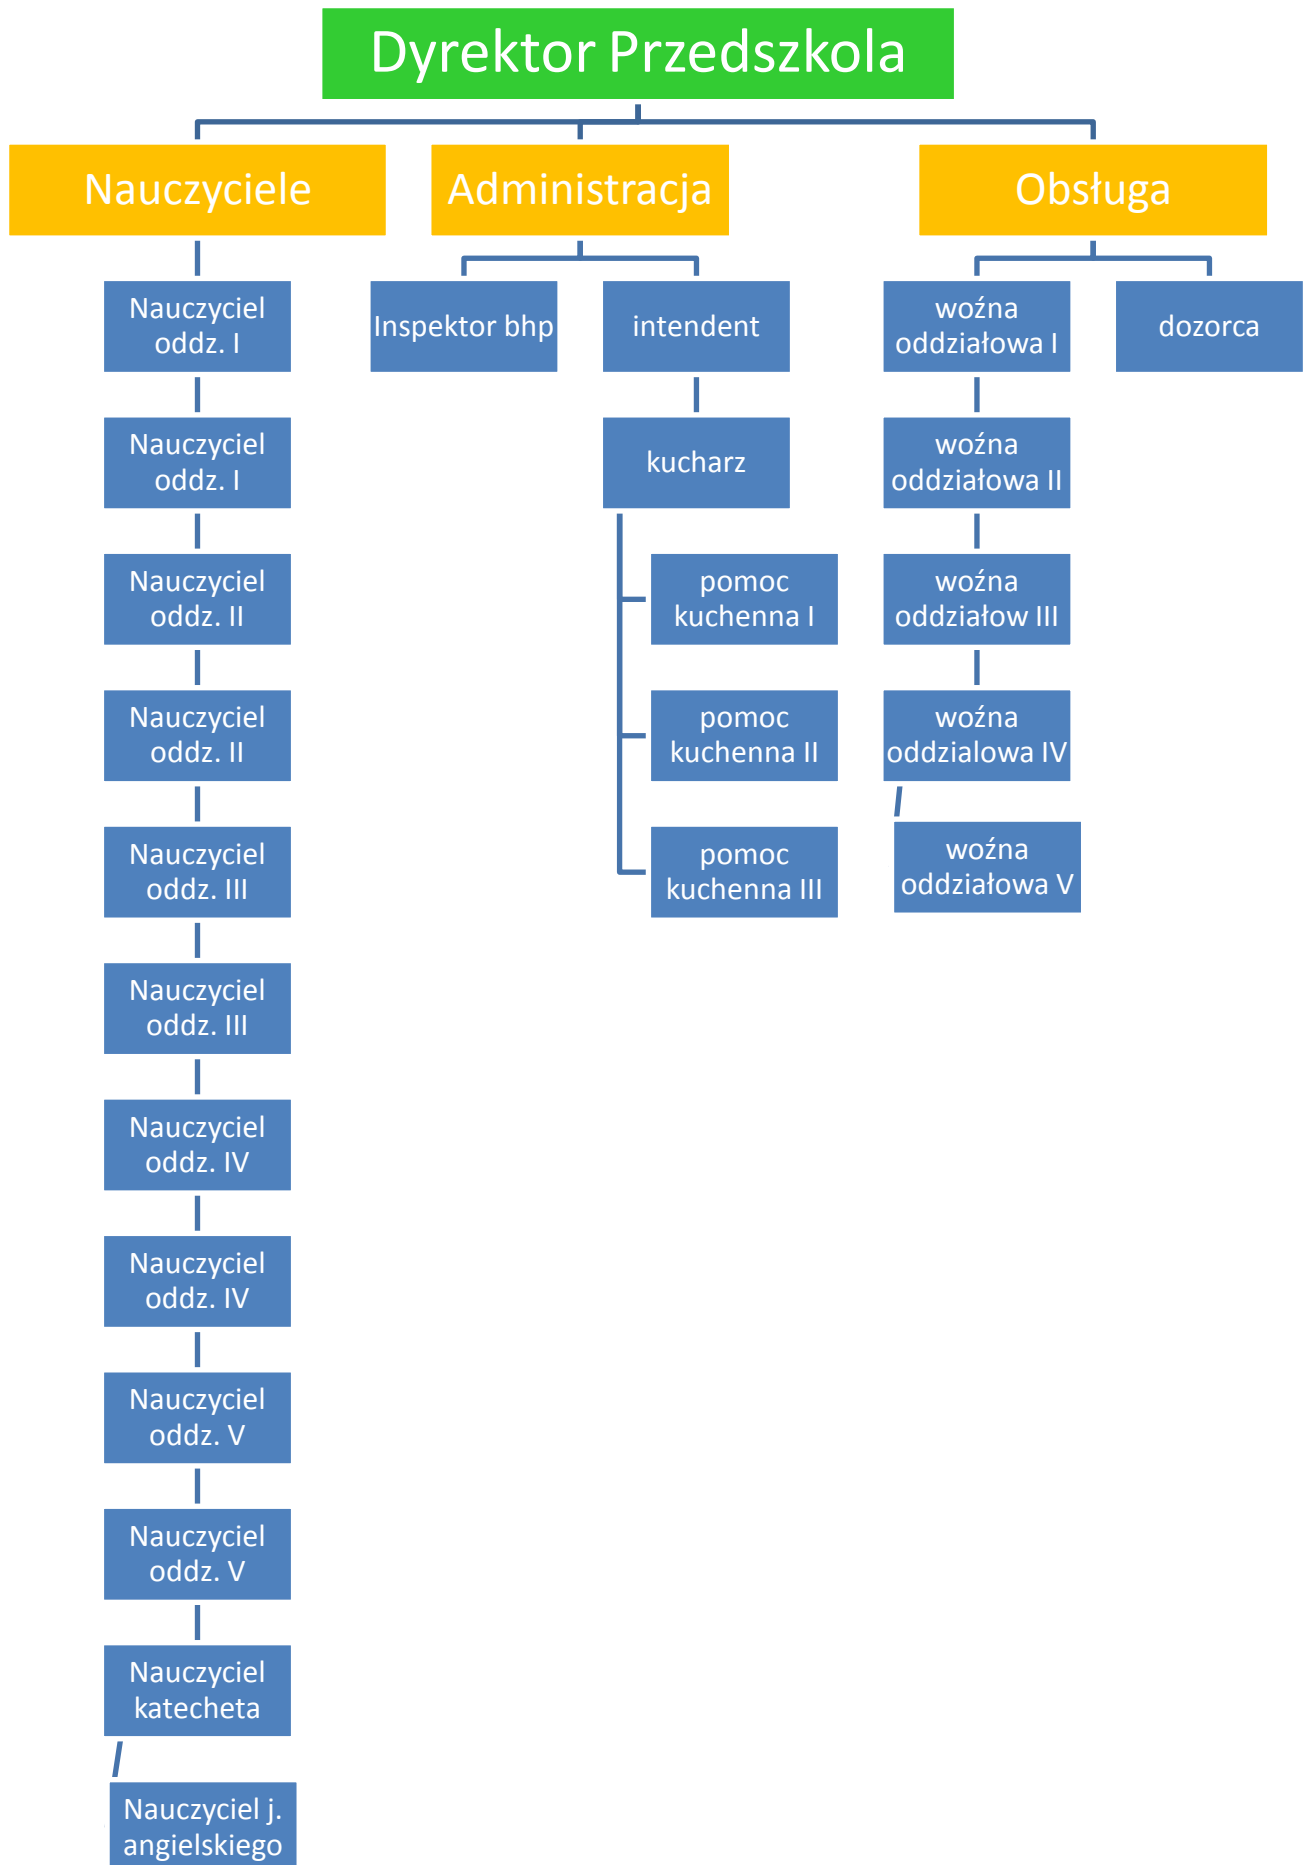 Dyrektor Przedszkola
Nauczyciele
Administracja
Obsługa
Nauczyciel
oddz. I
Inspektor bhp
intendent
woźna
oddziałowa I
dozorca
Nauczyciel
oddz. I
kucharz
woźna
oddziałowa II
Nauczyciel
oddz. II
pomoc
kuchenna I
woźna
oddziałow III
Nauczyciel
oddz. II
pomoc
kuchenna II
woźna
oddzialowa IV
Nauczyciel
oddz. III
pomoc
kuchenna III
woźna
oddziałowa V
Nauczyciel
oddz. III
Nauczyciel
oddz. IV
Nauczyciel
oddz. IV
Nauczyciel
oddz. V
Nauczyciel
oddz. V
Nauczyciel
katecheta
Nauczyciel j.
angielskiego